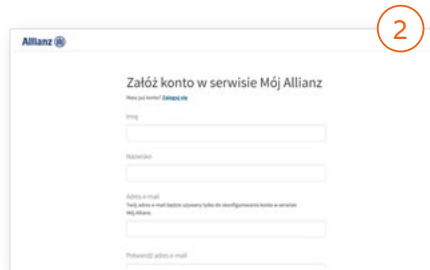 2
Allianz
Załóż konto w serwisie Mój Allianz
Masz już konto? Zaloguj się
Imię
Nazwisko
Adres e-mail
Twój adres e-mail będzie używany tylko do skonfigurowania konta w serwisie
Mój Allianz.
Potwierdź adres e-mail